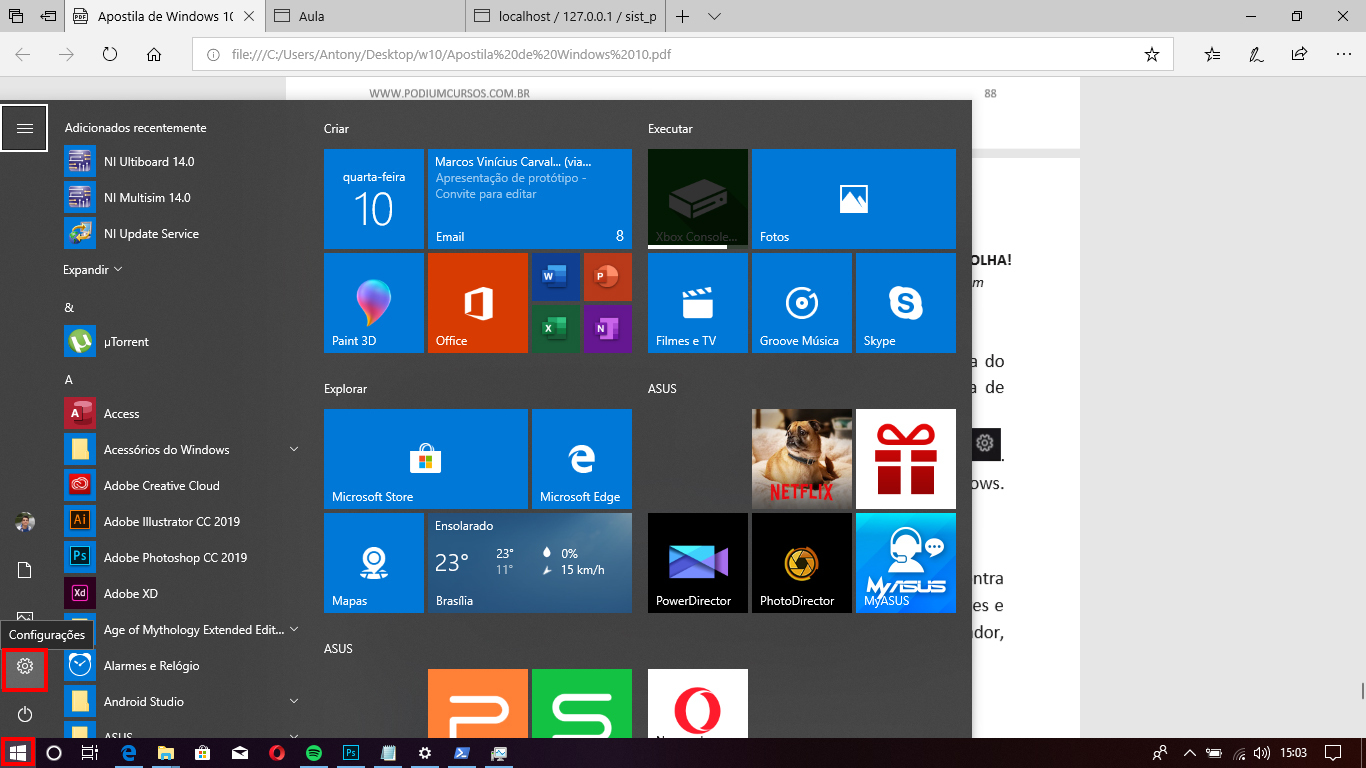 Apostila de Windows 10
Aula
localhost / 127.0.0.1 / sist_p
file:///C:/Users/Antony/Desktop/w10/Apostila%20de%20Windows%2010.pdf
WWW.PODIUMCURSOS.COM.BR
88
Adicionados recentemente
NI Ultiboard 14.0
NI Multisim 14.0
NI Update Service
Expandir
&
µTorrent
A
Access
Acessórios do Windows
Adobe Creative Cloud
Adobe Illustrator CC 2019
Adobe Photoshop CC 2019
Adobe XD
Age of Mythology Extended Edit...
Alarmes e Relógio
Android Studio
ASUS
Configurações
Criar
quarta-feira
10
Marcos Vinícius Carval... (via...
Apresentação de protótipo -
Convite para editar
Email 8
Paint 3D
Office
Executar
Xbox Console...
Fotos
Filmes e TV
Groove Música
Skype
Explorar
Microsoft Store
Microsoft Edge
Mapas
Ensolarado
23°
23°
11°
0%
15 km/h
Brasília
ASUS
NETFLIX
PowerDirector
PhotoDirector
MyASUS
MyASUS
ASUS
OLHA!
m
a do
a de
.
ows.
entra
es e
dor,
15:03